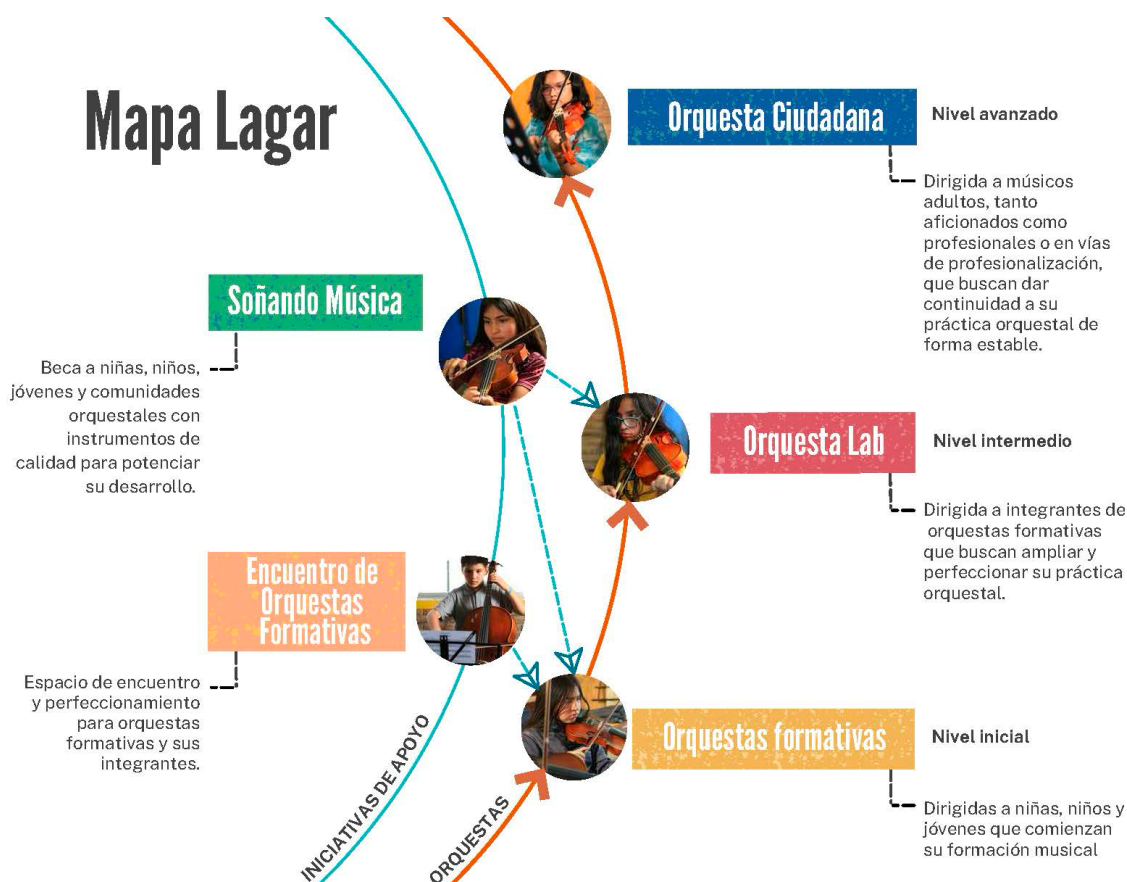 Mapa Lagar
Orquesta Ciudadana
Nivel avanzado
Dirigida a músicos
adultos, tanto
aficionados como
profesionales o en vías
de profesionalización,
que buscan dar
continuidad a su
práctica orquestal de
forma estable.
Soñando Música
Beca a niñas, niños,
jóvenes y comunidades
orquestales con
instrumentos de
calidad para potenciar
su desarrollo.
Orquesta Lab
Nivel intermedio
Dirigida a integrantes de
orquestas formativas
que buscan ampliar y
perfeccionar su práctica
orquestal.
Encuentro de
Orquestas
Formativas
Espacio de encuentro
y perfeccionamiento
para orquestas
formativas y sus
integrantes.
Orquestas formativas
Nivel inicial
Dirigidas a niñas, niños y
jóvenes que comienzan
su formación musical
INICIATIVAS DE APOYO
ORQUESTAS